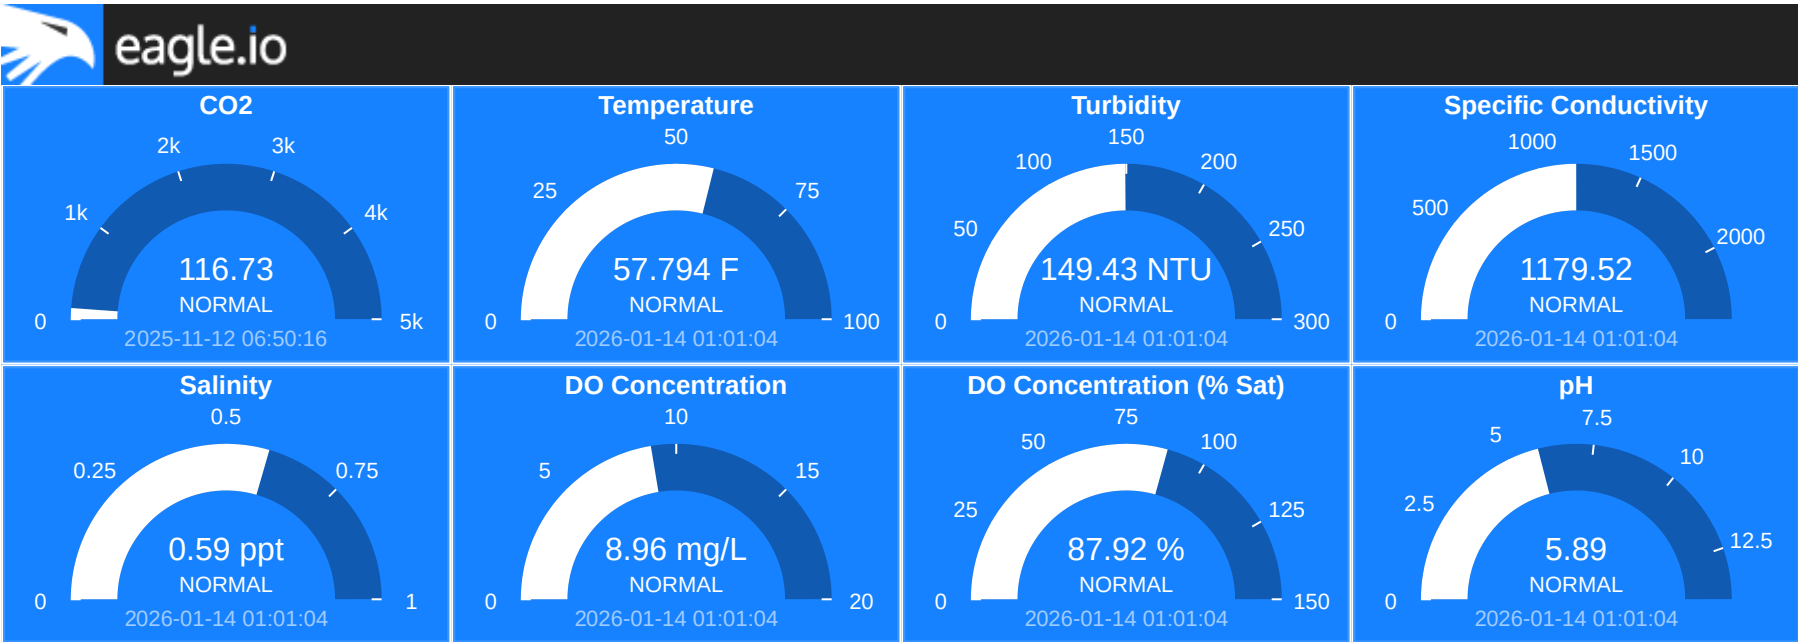 eagle.io
CO2
0
1k
2k
3k
4k
5k
116.73
NORMAL
2025-11-12 06:50:16
Temperature
0
25
50
75
100
57.794 F
NORMAL
2026-01-14 01:01:04
Turbidity
0
50
100
150
200
250
300
149.43 NTU
NORMAL
2026-01-14 01:01:04
Specific Conductivity
0
500
1000
1500
2000
1179.52
NORMAL
2026-01-14 01:01:04
Salinity
0
0.25
0.5
0.75
1
0.59 ppt
NORMAL
2026-01-14 01:01:04
DO Concentration
0
5
10
15
20
8.96 mg/L
NORMAL
2026-01-14 01:01:04
DO Concentration (% Sat)
0
25
50
75
100
125
150
87.92 %
NORMAL
2026-01-14 01:01:04
pH
0
2.5
5
7.5
10
12.5
5.89
NORMAL
2026-01-14 01:01:04